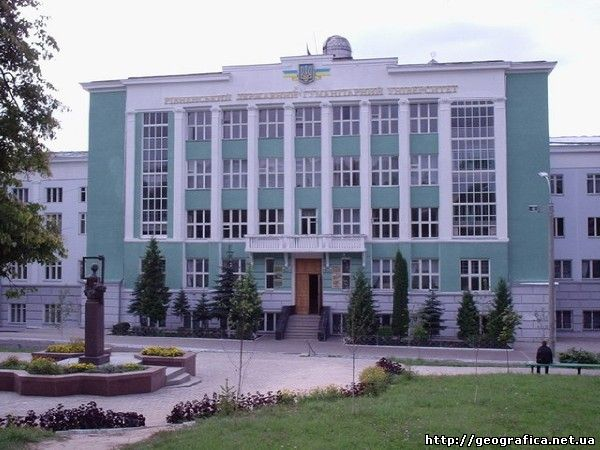 РІВНЕНСЬКИЙ ДЕРЖАВНИЙ ГУМАНІТАРНИЙ УНІВЕРСИТЕТ
http://geografica.net.ua